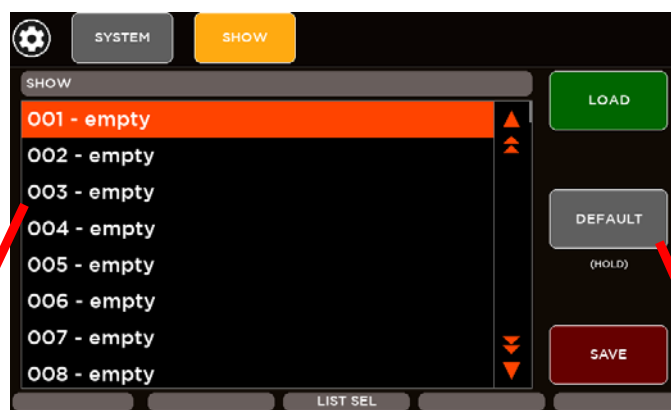 SYSTEM
SHOW
SHOW
001 - empty
002 - empty
003 - empty
004 - empty
005 - empty
006 - empty
007 - empty
008 - empty
LOAD
DEFAULT
(HOLD)
SAVE
LIST SEL